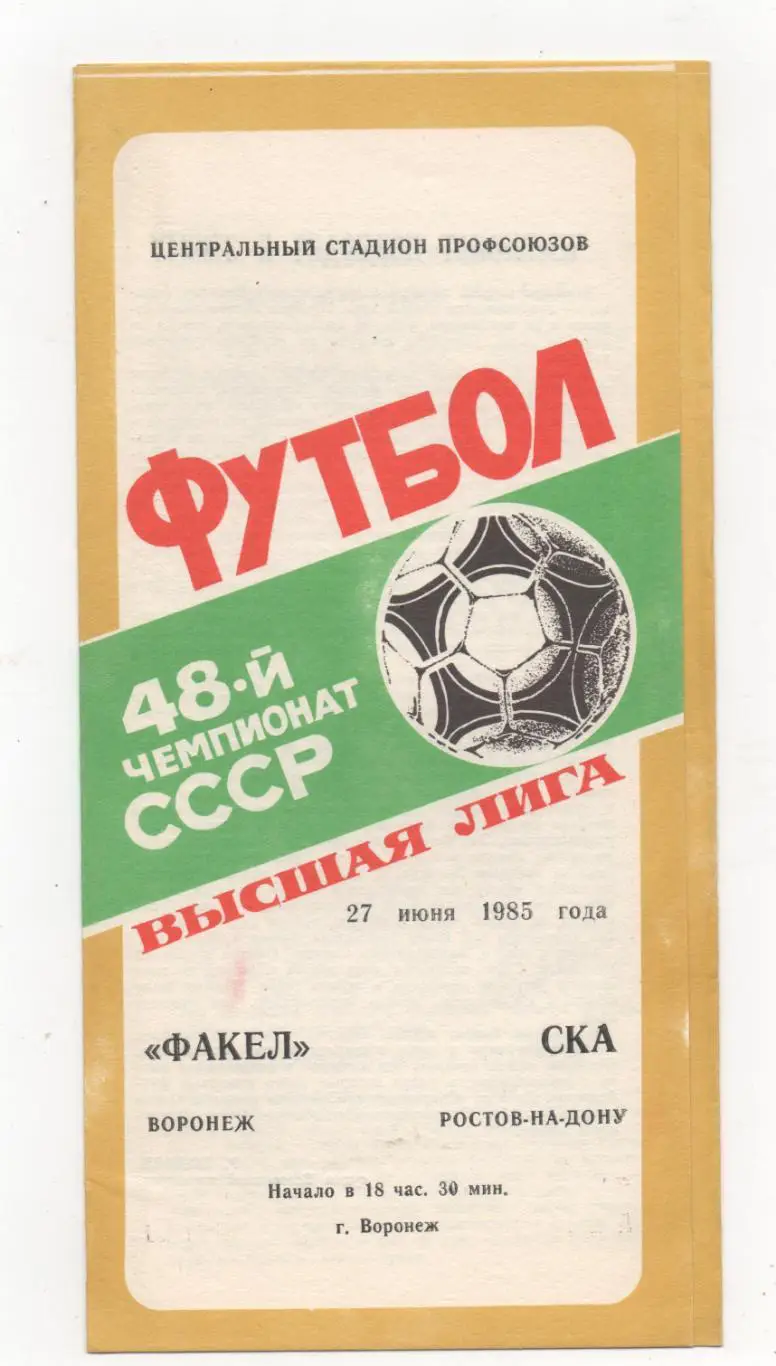 ЦЕНТРАЛЬНЫЙ СТАДИОН ПРОФСОЮЗОВ
ФУТБОЛ
48-й
ЧЕМПИОНАТ
СССР
ВЫСШАЯ ЛИГА
27 июня 1985 года
«ФАКЕЛ» СКА
ВОРОНЕЖ РОСТОВ-НА-ДОНУ
Начало в 18 час. 30 мин.
г. Воронеж